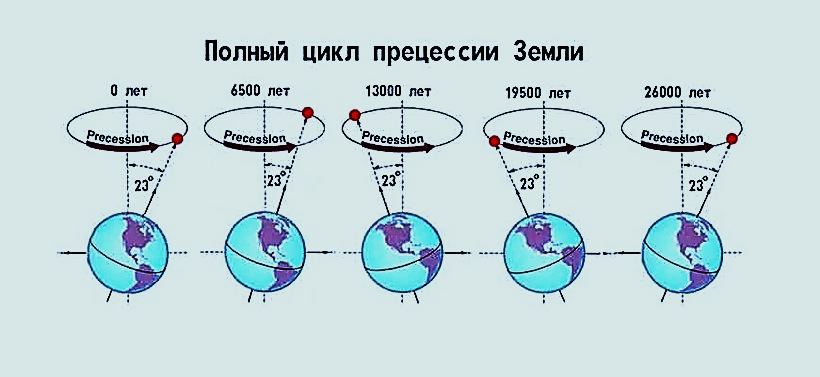 Полный цикл прецессии Земли
0 лет
6500 лет
13000 лет
19500 лет
26000 лет
Precession
Precession
Precession
Precession
Precession
23°
23°
23°
23°
23°